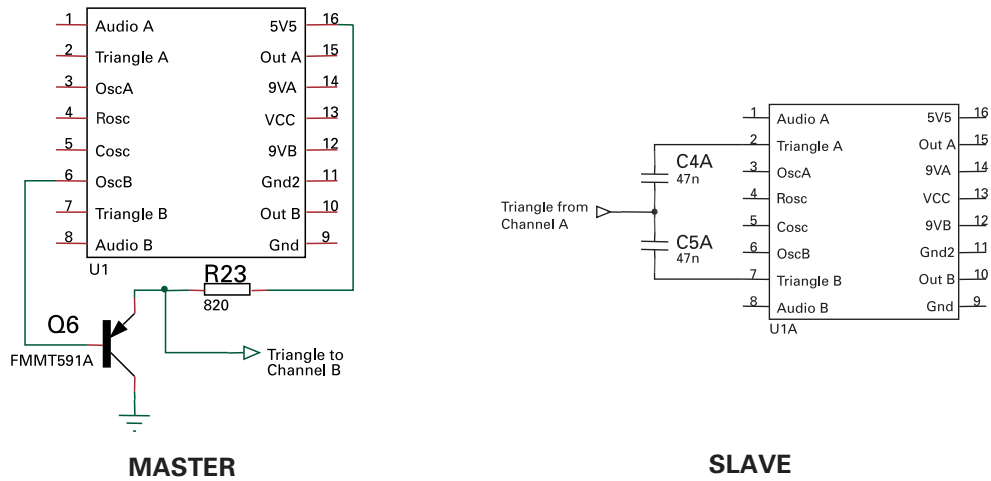 1 Audio A 5V5 16
2 Triangle A Out A 15
3 OscA 9VA 14
4 Rosc VCC 13
5 Cosc 9VB 12
6 OscB Gnd2 11
7 Triangle B Out B 10
8 Audio B Gnd 9
U1
R23
820
Q6
FMMT591A
Triangle to
Channel B
MASTER
1 Audio A 5V5 16
2 Triangle A Out A 15
3 OscA 9VA 14
4 Rosc VCC 13
5 Cosc 9VB 12
6 OscB Gnd2 11
7 Triangle B Out B 10
8 Audio B Gnd 9
U1A
C4A
47n
Triangle from
Channel A
C5A
47n
SLAVE